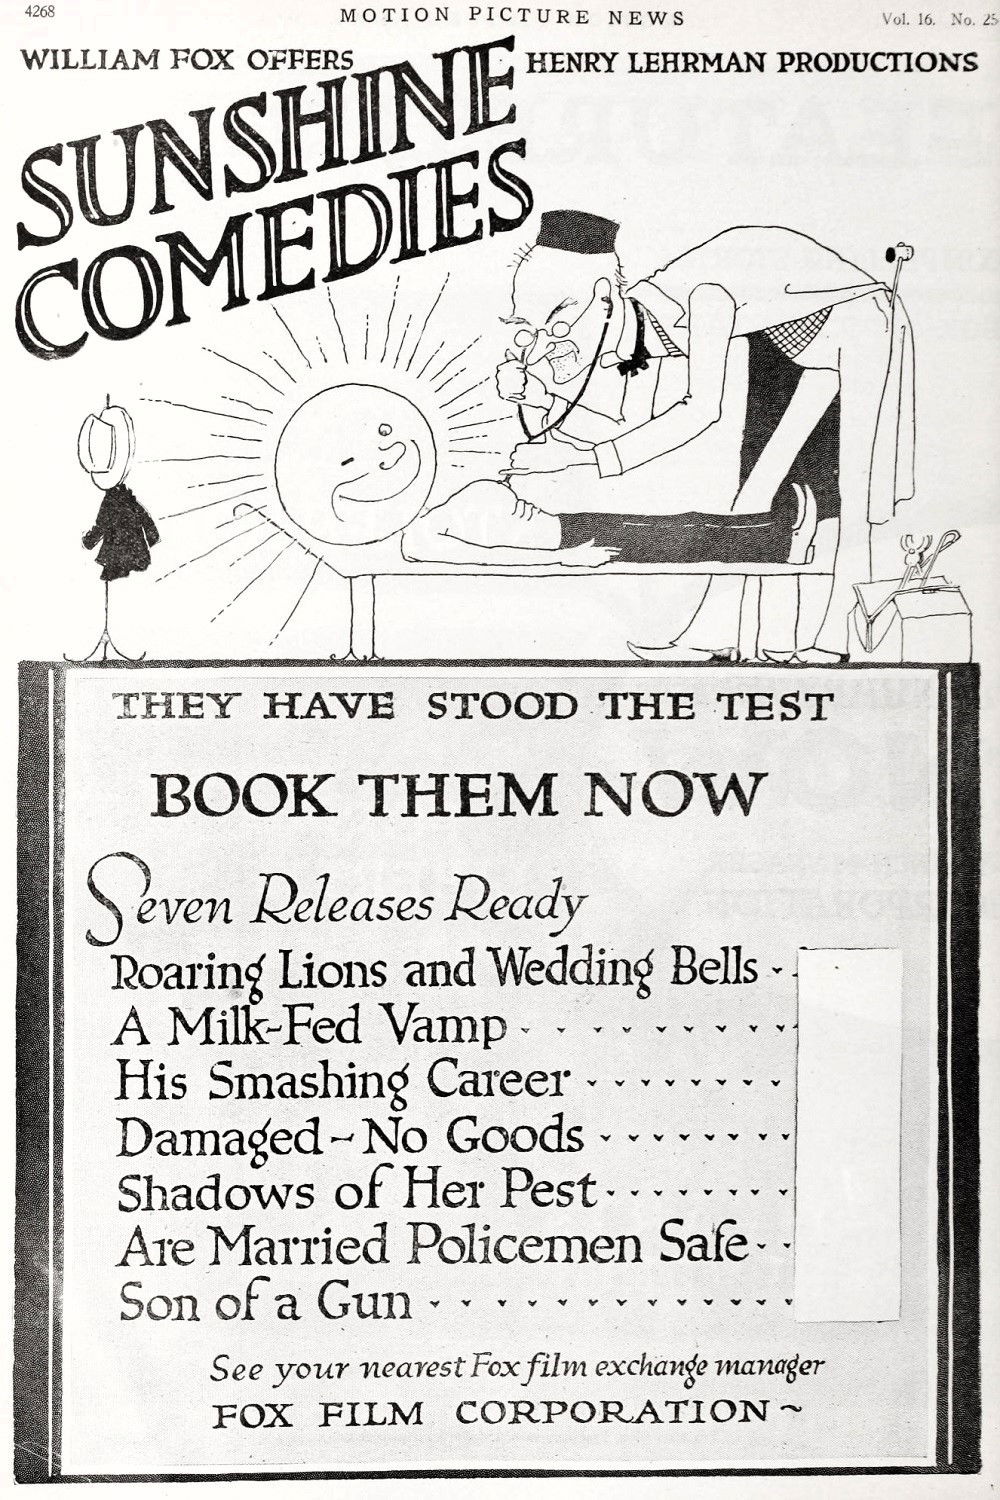 4268
MOTION PICTURE NEWS
Vol. 16. No. 25
WILLIAM FOX OFFERS
HENRY LEHRMAN PRODUCTIONS
SUNSHINE
COMEDIES
THEY HAVE STOOD THE TEST
BOOK THEM NOW
Seven Releases Ready
Roaring Lions and Wedding Bells
A Milk-Fed Vamp
His Smashing Career
Damaged ~ No Goods
Shadows of Her Pest
Are Married Policemen Safe
Son of a Gun
See your nearest Fox film exchange manager
FOX FILM CORPORATION ~